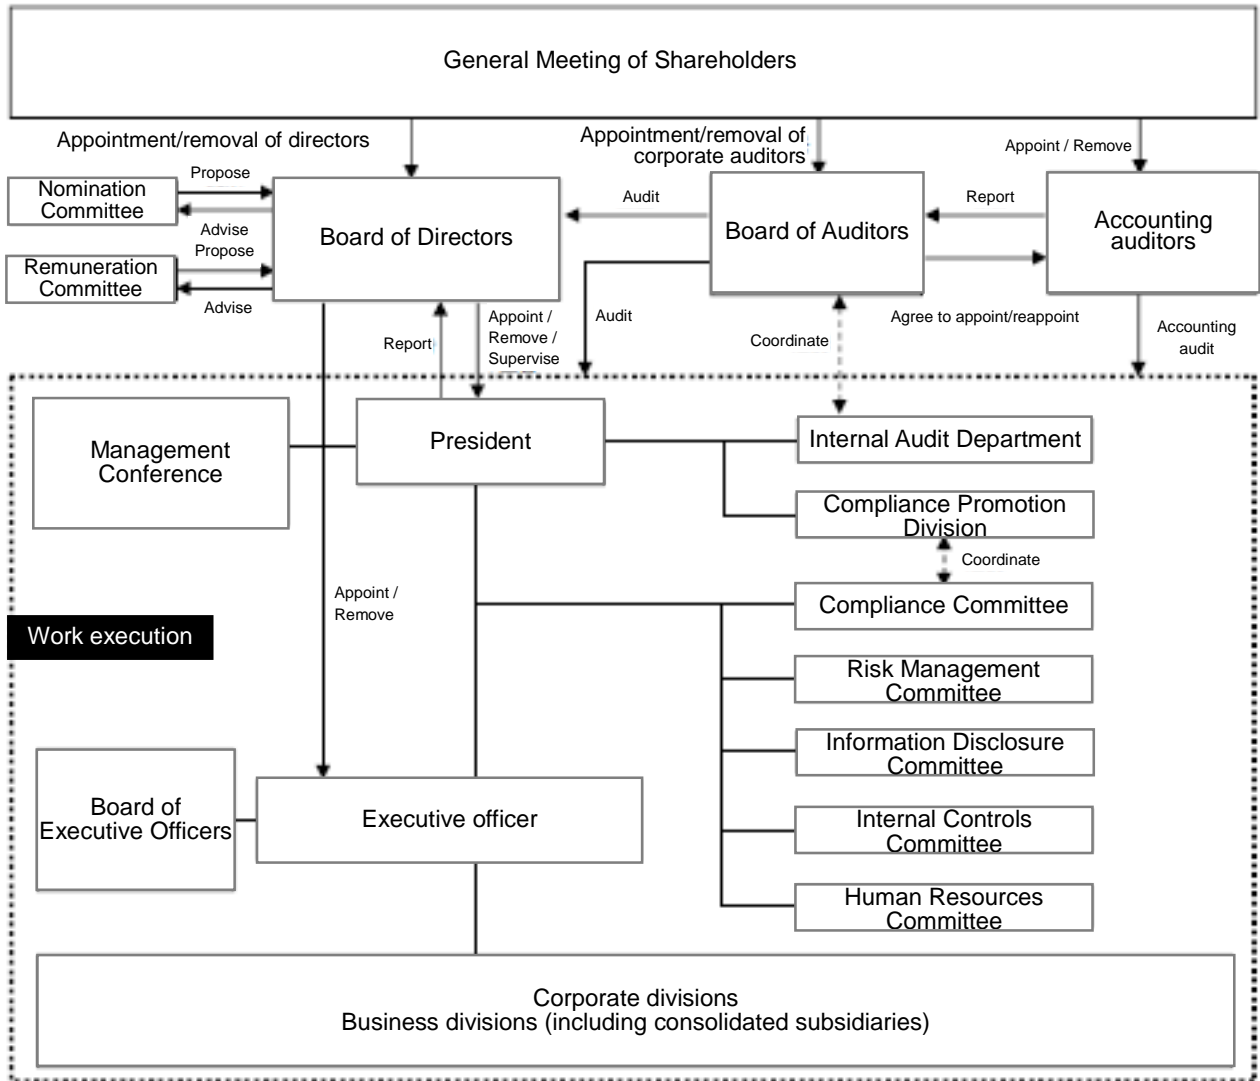 General Meeting of Shareholders
Appointment/removal of directors
Appointment/removal of
corporate auditors
Appoint / Remove
Nomination
Committee
Propose
Advise
Propose
Remuneration
Committee
Advise
Board of Directors
Audit
Board of Auditors
Report
Accounting
auditors
Report
Appoint /
Remove /
Supervise
Audit
Coordinate
Agree to appoint/reappoint
Accounting
audit
Management
Conference
President
Internal Audit Department
Compliance Promotion
Division
Coordinate
Appoint /
Remove
Compliance Committee
Work execution
Risk Management
Committee
Information Disclosure
Committee
Board of
Executive Officers
Executive officer
Internal Controls
Committee
Human Resources
Committee
Corporate divisions
Business divisions (including consolidated subsidiaries)